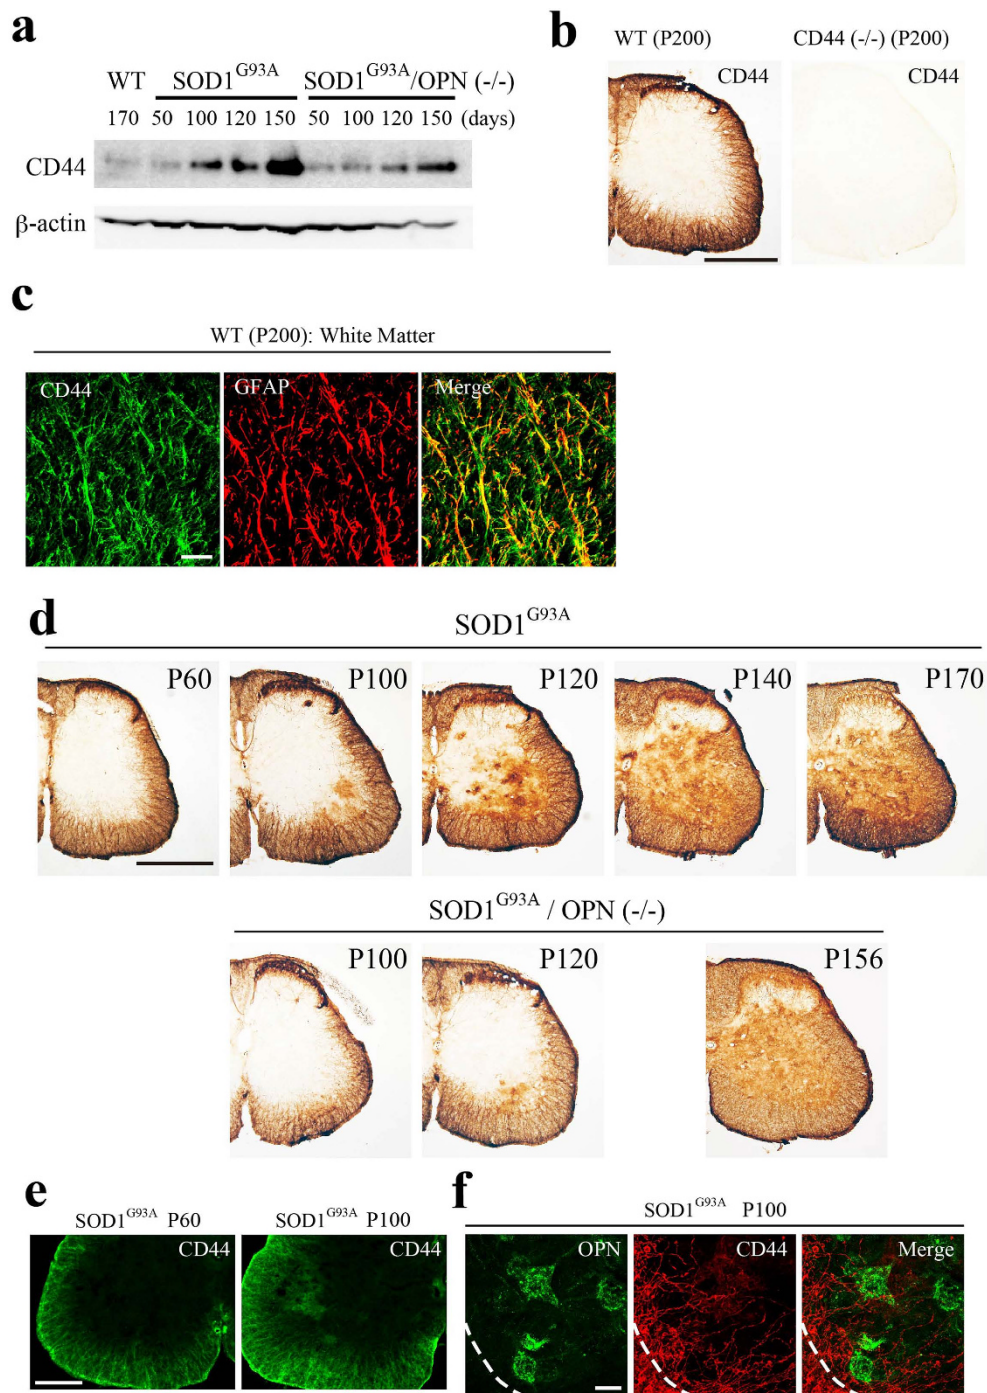 a
WT SOD1G93A SOD1G93A/OPN (-/-)
170 50 100 120 150 50 100 120 150 (days)
CD44
β-actin
b
WT (P200) CD44 (-/-) (P200)
CD44 CD44
c
WT (P200): White Matter
CD44 GFAP Merge
d
SOD1G93A
P60 P100 P120 P140 P170
SOD1G93A / OPN (-/-)
P100 P120 P156
e
SOD1G93A P60 SOD1G93A P100
CD44 CD44
f
SOD1G93A P100
OPN CD44 Merge